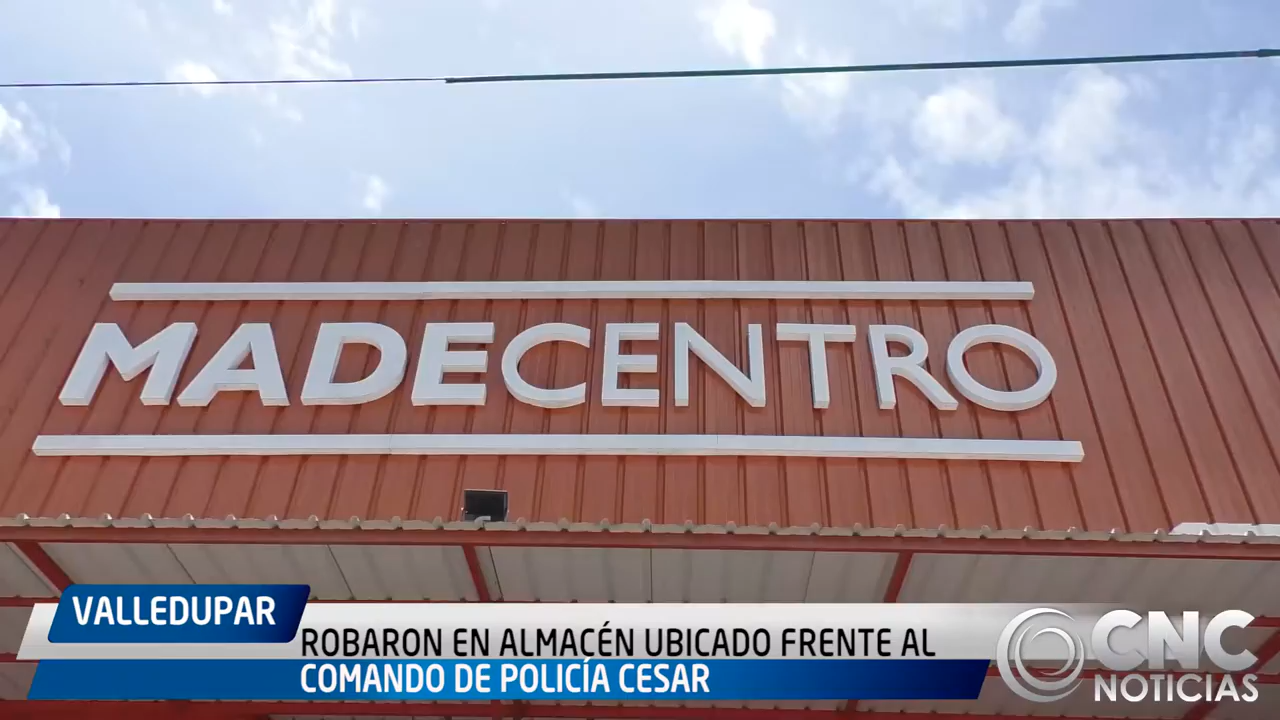 MADECENTRO
VALLEDUPAR
ROBARON EN ALMACÉN UBICADO FRENTE AL
COMANDO DE POLICÍA CESAR
CNC
NOTICIAS